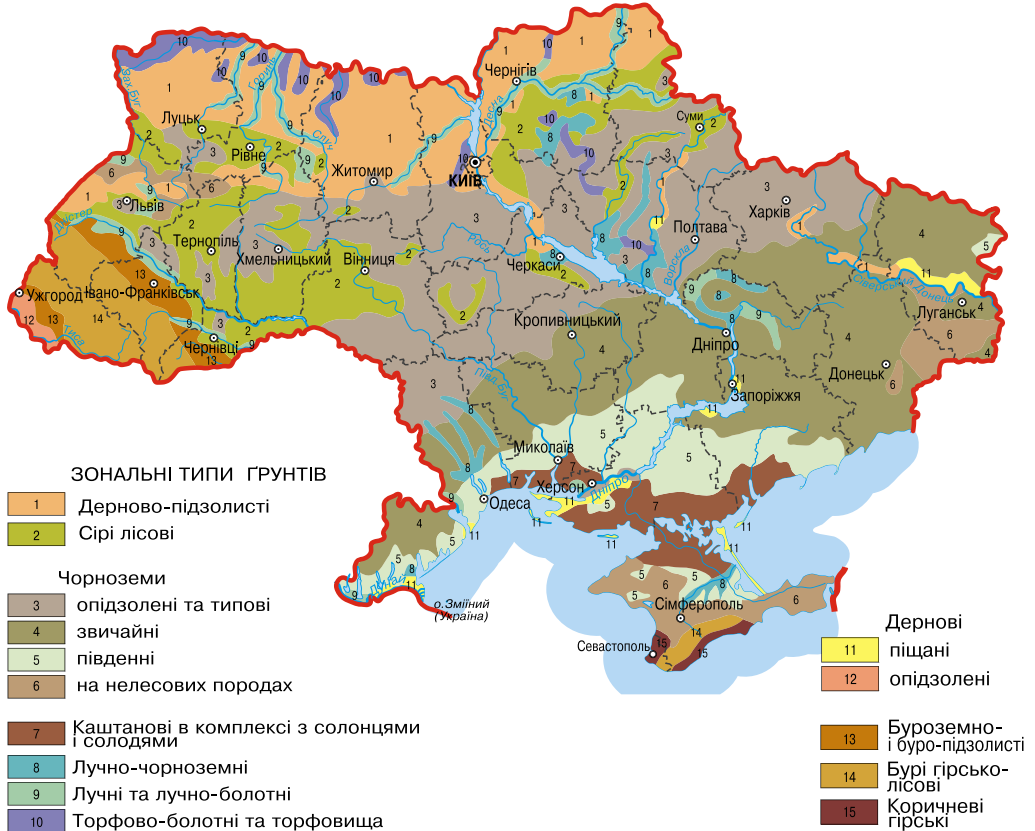 Чернігів
Суми
Луцьк
Рівне
Житомир
КИЇВ
Львів
Тернопіль
Хмельницький
Вінниця
Черкаси
Полтава
Харків
Ужгород
Івано-Франківськ
Чернівці
Кропивницький
Дніпро
Луганськ
Донецьк
Запоріжжя
Миколаїв
Херсон
Одеса
Сімферополь
Севастополь
о.Зміїний
(Україна)
Зах.Буг
Горинь
Случ
Десна
Дністер
Тиса
Рось
Ворскла
Сіверський Донець
Півд.Буг
Дніпро
Дунай
ЗОНАЛЬНІ ТИПИ ҐРУНТІВ
1 Дерново-підзолисті
2 Сірі лісові
Чорноземи
3 опідзолені та типові
4 звичайні
5 південні
6 на нелесових породах
7 Каштанові в комплексі з солонцями
і солодями
8 Лучно-чорноземні
9 Лучні та лучно-болотні
10 Торфово-болотні та торфовища
Дернові
11 піщані
12 опідзолені
13 Буроземно-
і буро-підзолисті
14 Бурі гірсько-
лісові
15 Коричневі
гірські